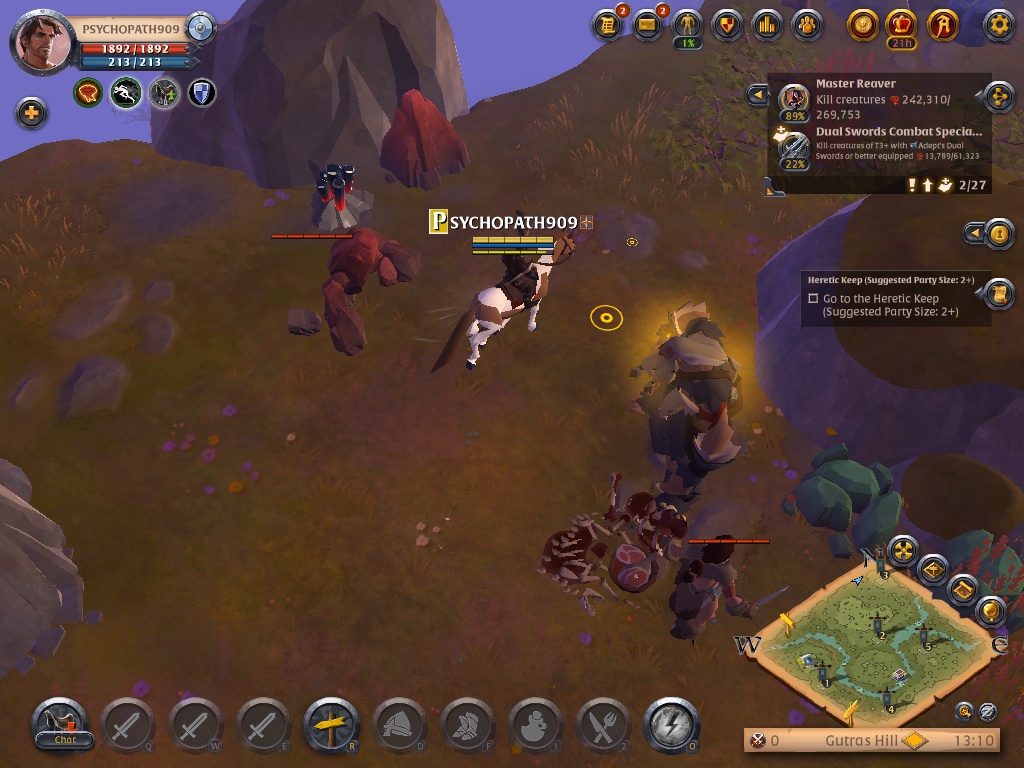 PSYCHOPATH909
1892 / 1892
213 / 213
2
2
1%
21h
Master Reaver
Kill creatures 242,310/
269,753
89%
Dual Swords Combat Specia...
Kill creatures of T3+ with Adept's Dual
Swords or better equipped 13,789/61,323
22%
2/27
PSYCHOPATH909
Heretic Keep (Suggested Party Size: 2+)
Go to the Heretic Keep
(Suggested Party Size: 2+)
N
3
2
5
W
E
1
4
Chat
Q
W
E
R
D
F
1
2
O
0
Gutras Hill
13:10